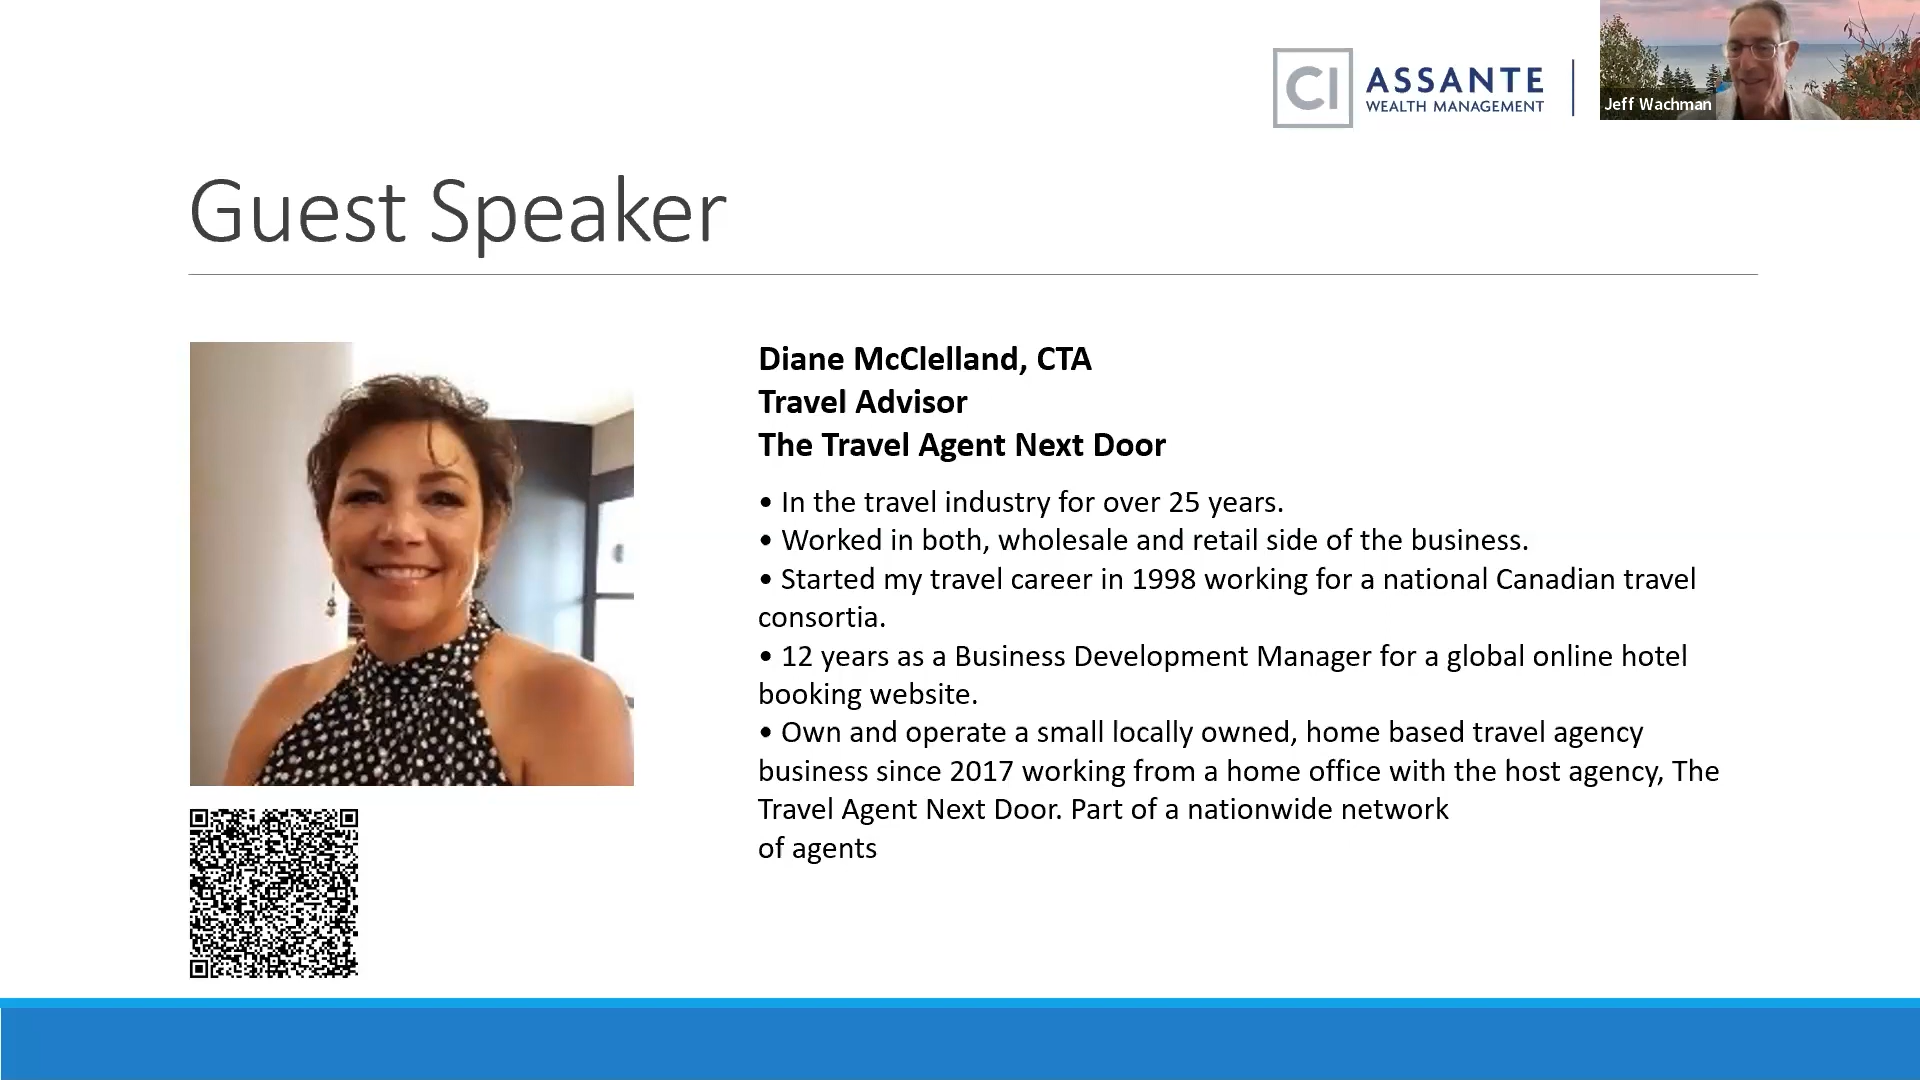 CI ASSANTE
WEALTH MANAGEMENT
Jeff Wachman
Guest Speaker
Diane McClelland, CTA
Travel Advisor
The Travel Agent Next Door
• In the travel industry for over 25 years.
• Worked in both, wholesale and retail side of the business.
• Started my travel career in 1998 working for a national Canadian travel
consortia.
• 12 years as a Business Development Manager for a global online hotel
booking website.
• Own and operate a small locally owned, home based travel agency
business since 2017 working from a home office with the host agency, The
Travel Agent Next Door. Part of a nationwide network
of agents